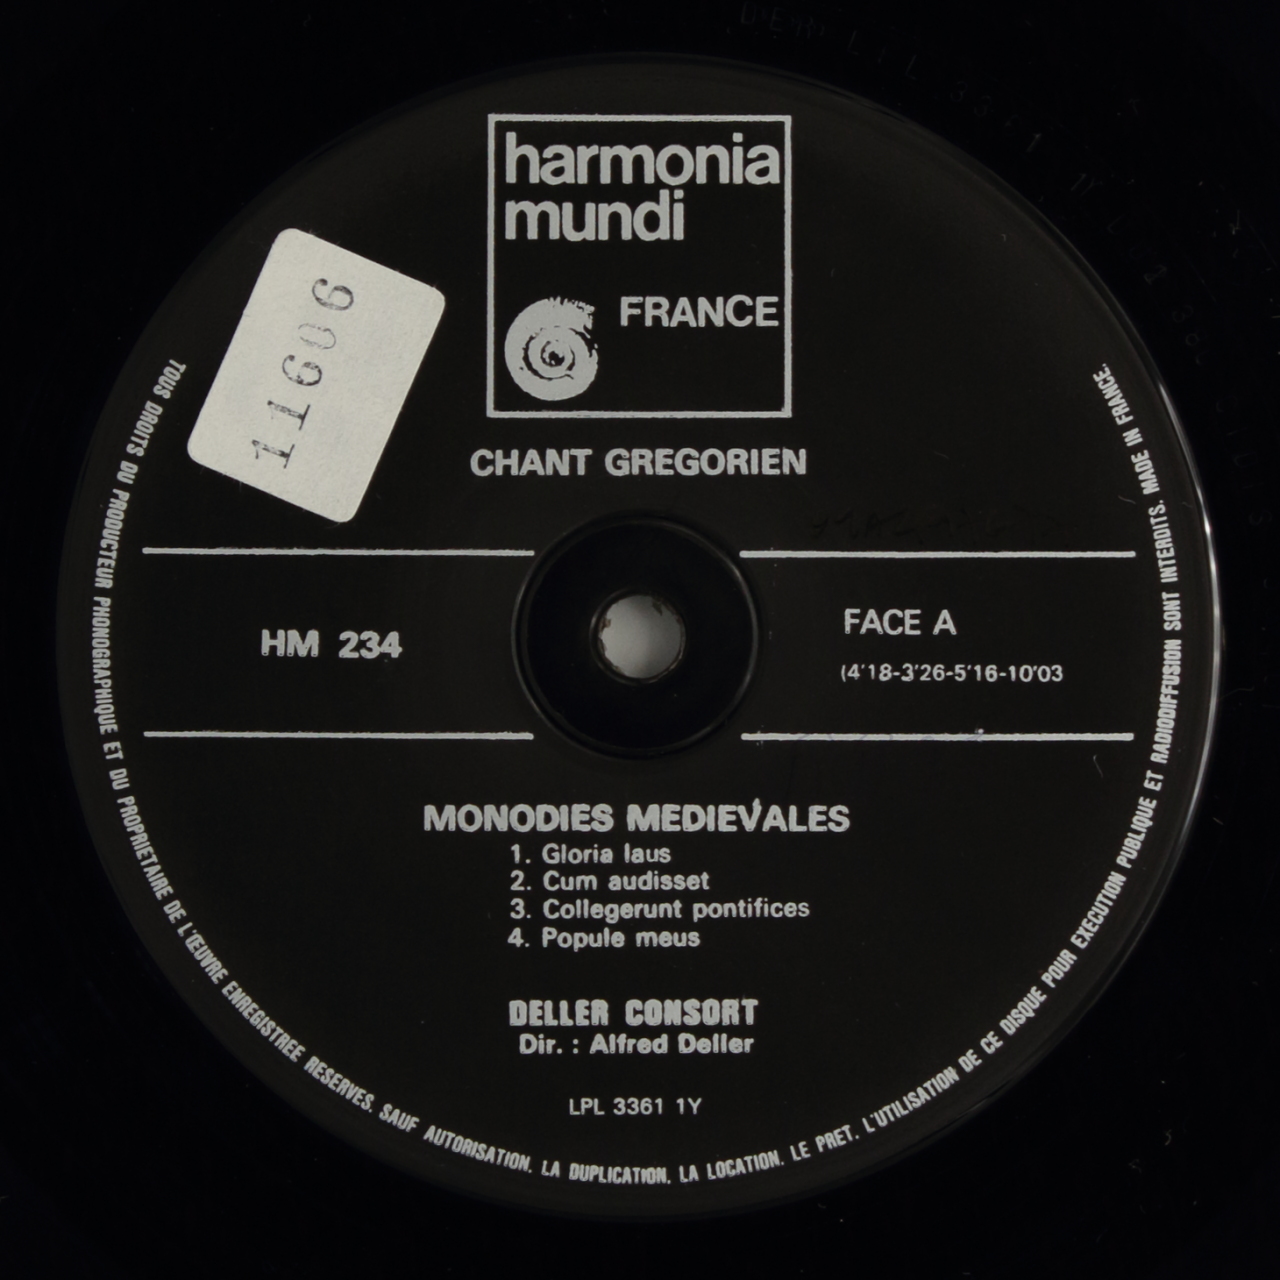 harmonia
mundi
FRANCE
11606
CHANT GREGORIEN
HM 234
FACE A
(4'18-3'26-5'16-10'03
MONODIES MEDIEVALES
1. Gloria laus
2. Cum audisset
3. Collegerunt pontifices
4. Popule meus
DELLER CONSORT
Dir. : Alfred Deller
LPL 3361 1Y
TOUS DROITS DU PRODUCTEUR PHONOGRAPHIQUE ET DU PROPRIETAIRE DE L'ŒUVRE ENREGISTREE RESERVES. SAUF AUTORISATION. LA DUPLICATION. LA LOCATION. LE PRET. L'UTILISATION DE CE DISQUE POUR EXECUTION PUBLIQUE ET RADIODIFFUSION SONT INTERDITS. MADE IN FRANCE.